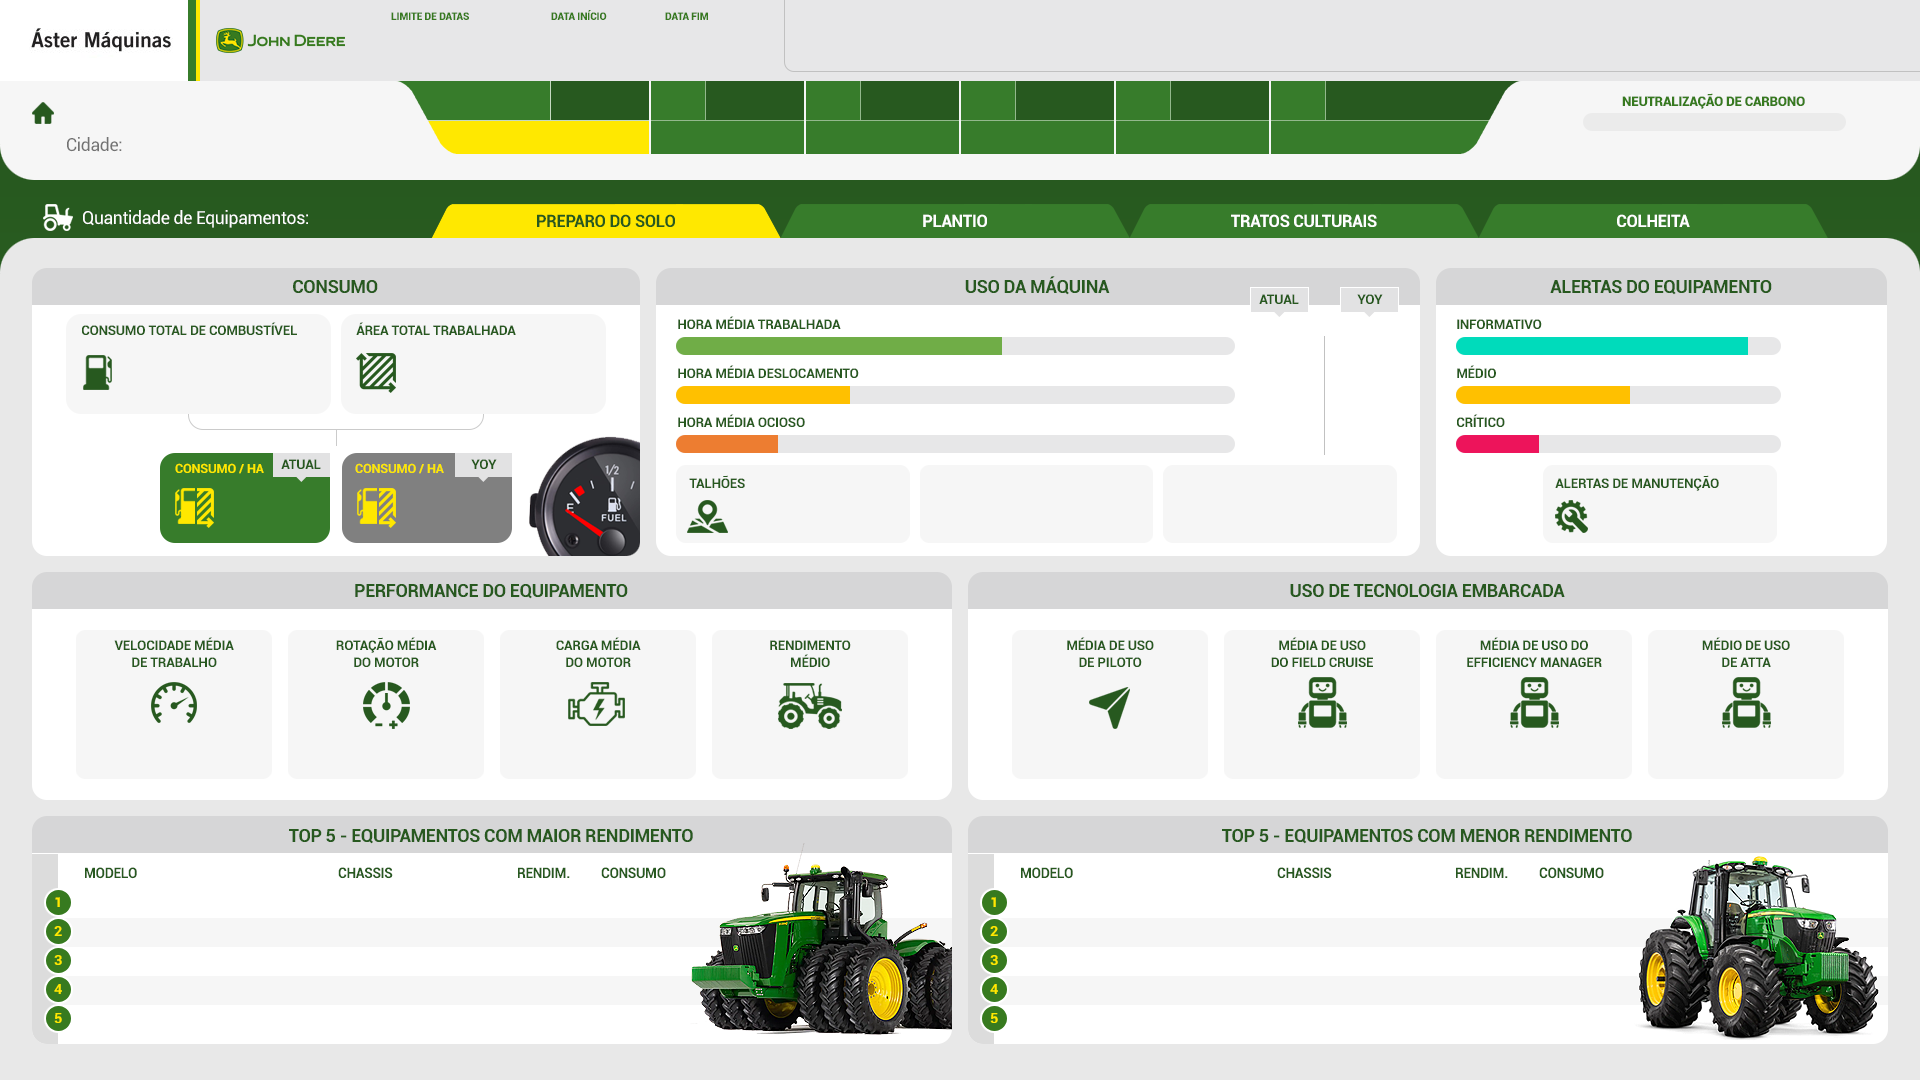 Áster Máquinas
JOHN DEERE
LIMITE DE DATAS
DATA INÍCIO
DATA FIM
Cidade:
NEUTRALIZAÇÃO DE CARBONO
Quantidade de Equipamentos:
PREPARO DO SOLO
PLANTIO
TRATOS CULTURAIS
COLHEITA
CONSUMO
CONSUMO TOTAL DE COMBUSTÍVEL
ÁREA TOTAL TRABALHADA
CONSUMO / HA
ATUAL
CONSUMO / HA
YOY
1/2
E
FUEL
USO DA MÁQUINA
ATUAL
YOY
HORA MÉDIA TRABALHADA
HORA MÉDIA DESLOCAMENTO
HORA MÉDIA OCIOSO
TALHÕES
ALERTAS DO EQUIPAMENTO
INFORMATIVO
MÉDIO
CRÍTICO
ALERTAS DE MANUTENÇÃO
PERFORMANCE DO EQUIPAMENTO
VELOCIDADE MÉDIA
DE TRABALHO
ROTAÇÃO MÉDIA
DO MOTOR
CARGA MÉDIA
DO MOTOR
RENDIMENTO
MÉDIO
USO DE TECNOLOGIA EMBARCADA
MÉDIA DE USO
DE PILOTO
MÉDIA DE USO
DO FIELD CRUISE
MÉDIA DE USO DO
EFFICIENCY MANAGER
MÉDIO DE USO
DE ATTA
TOP 5 - EQUIPAMENTOS COM MAIOR RENDIMENTO
MODELO
CHASSIS
RENDIM.
CONSUMO
1
2
3
4
5
TOP 5 - EQUIPAMENTOS COM MENOR RENDIMENTO
MODELO
CHASSIS
RENDIM.
CONSUMO
1
2
3
4
5